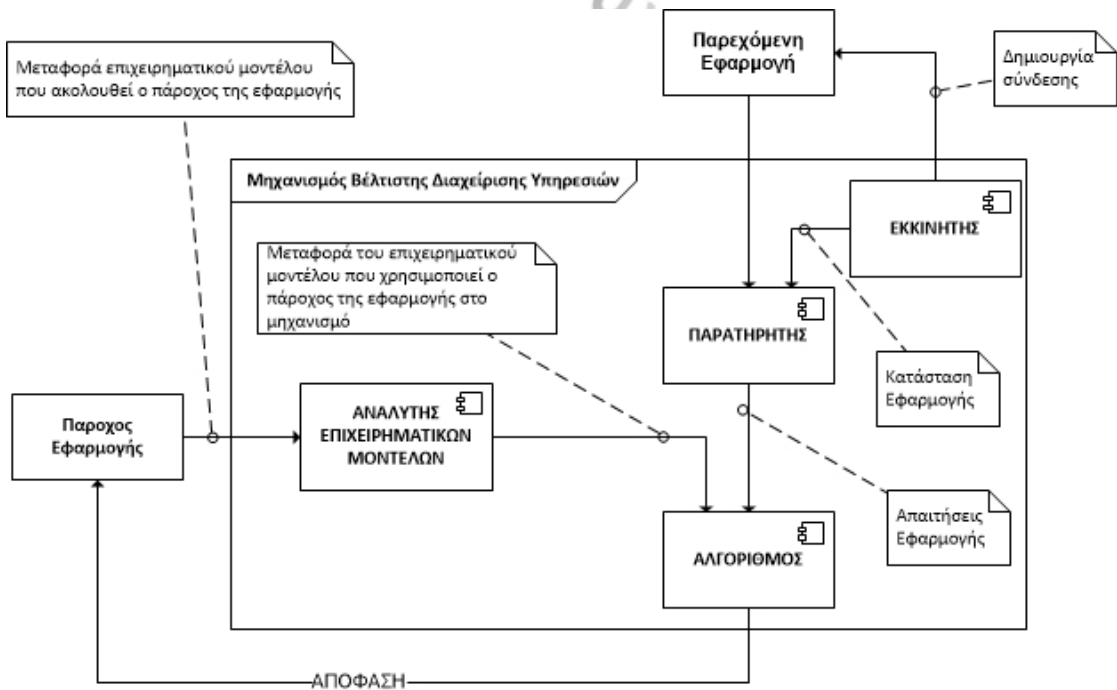 Παρεχόμενη
Εφαρμογή
Δημιουργία
σύνδεσης
Μεταφορά επιχειρηματικού μοντέλου
που ακολουθεί ο πάροχος της εφαρμογής
Μηχανισμός Βέλτιστης Διαχείρισης Υπηρεσιών
ΕΚΚΙΝΗΤΗΣ
Μεταφορά του επιχειρηματικού
μοντέλου που χρησιμοποιεί ο
πάροχος της εφαρμογής στο
μηχανισμό
ΠΑΡΑΤΗΡΗΤΗΣ
Κατάσταση
Εφαρμογής
Παροχος
Εφαρμογής
ΑΝΑΛΥΤΗΣ
ΕΠΙΧΕΙΡΗΜΑΤΙΚΩΝ
ΜΟΝΤΕΛΩΝ
Απαιτήσεις
Εφαρμογής
ΑΛΓΟΡΙΘΜΟΣ
ΑΠΟΦΑΣΗ